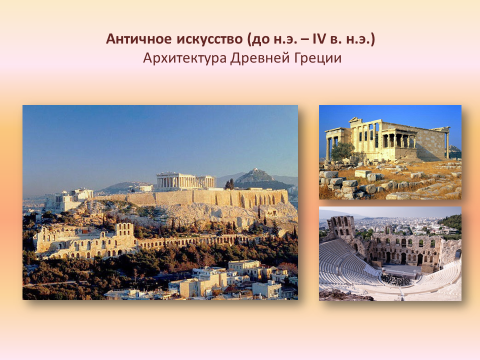 Античное искусство (до н.э. – IV в. н.э.)
Архитектура Древней Греции